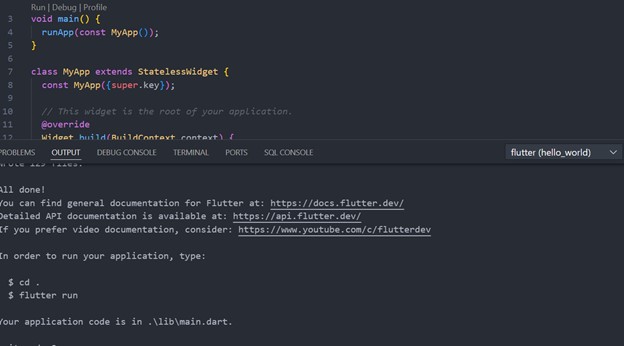 Run | Debug | Profile
3 void main() {
4 runApp(const MyApp());
5 }
6
7 class MyApp extends StatelessWidget {
8 const MyApp({super.key});
9
10 // This widget is the root of your application.
11 @override
12 Widget build(BuildContext context) {
PROBLEMS OUTPUT DEBUG CONSOLE TERMINAL PORTS SQL CONSOLE flutter (hello_world)
Wrote 129 files.
All done!
You can find general documentation for Flutter at: https://docs.flutter.dev/
Detailed API documentation is available at: https://api.flutter.dev/
If you prefer video documentation, consider: https://www.youtube.com/c/flutterdev
In order to run your application, type:
$ cd .
$ flutter run
Your application code is in .\lib\main.dart.